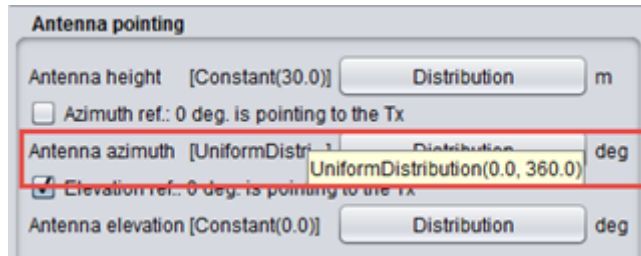 Antenna pointing
Antenna height [Constant(30.0)] Distribution m
Azimuth ref.: 0 deg. is pointing to the Tx
Antenna azimuth [UniformDistri...] Distribution deg
UniformDistribution(0.0, 360.0)
Elevation ref.: 0 deg. is pointing to the Tx
Antenna elevation [Constant(0.0)] Distribution deg